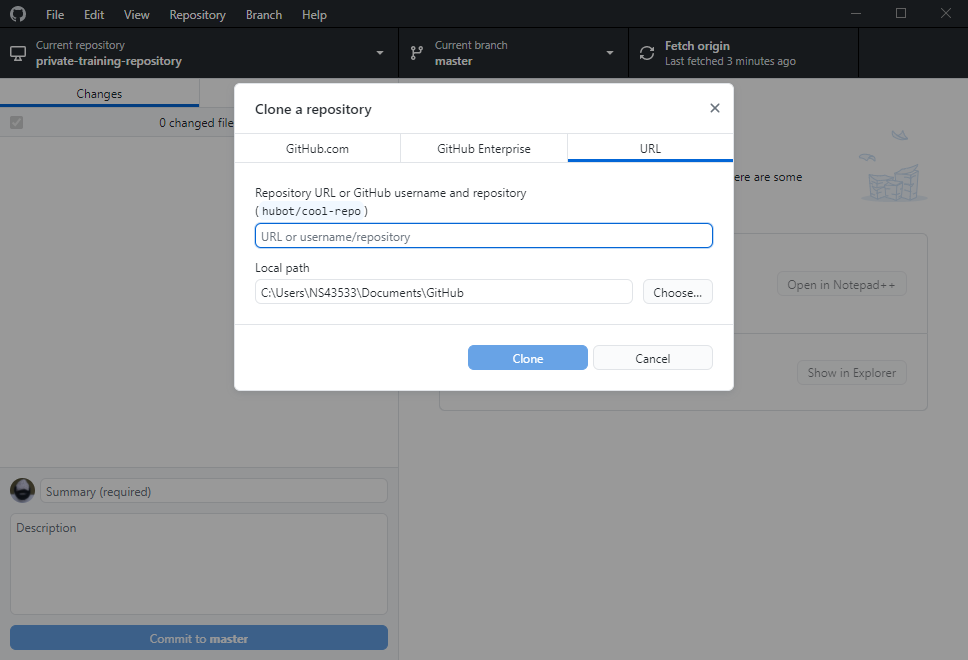 File Edit View Repository Branch Help
Current repository
private-training-repository
Current branch
master
Fetch origin
Last fetched 3 minutes ago
Changes
0 changed file
Clone a repository
GitHub.com
GitHub Enterprise
URL
Repository URL or GitHub username and repository
(hubot/cool-repo)
URL or username/repository
Local path
C:\Users\NS43533\Documents\GitHub
Choose...
Clone
Cancel
ere are some
Open in Notepad++
Show in Explorer
Summary (required)
Description
Commit to master